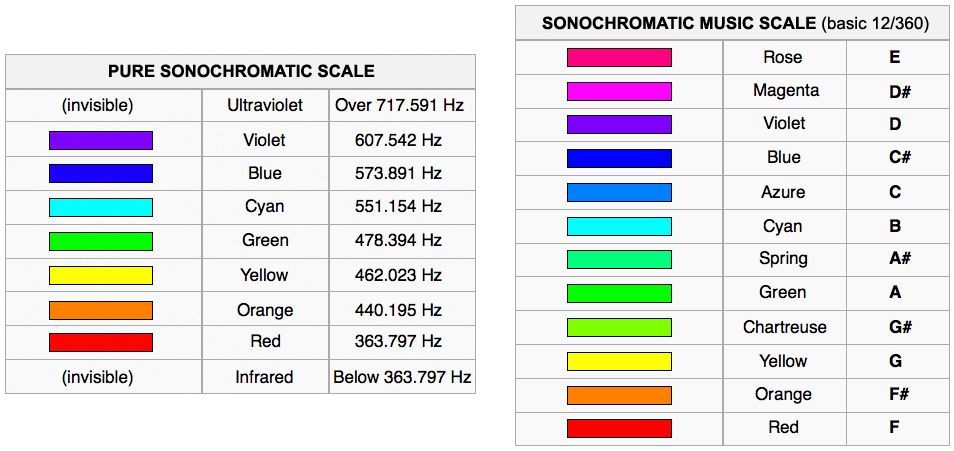 PURE SONOCHROMATIC SCALE
(invisible) Ultraviolet Over 717.591 Hz
Violet 607.542 Hz
Blue 573.891 Hz
Cyan 551.154 Hz
Green 478.394 Hz
Yellow 462.023 Hz
Orange 440.195 Hz
Red 363.797 Hz
(invisible) Infrared Below 363.797 Hz
SONOCHROMATIC MUSIC SCALE (basic 12/360)
Rose E
Magenta D#
Violet D
Blue C#
Azure C
Cyan B
Spring A#
Green A
Chartreuse G#
Yellow G
Orange F#
Red F